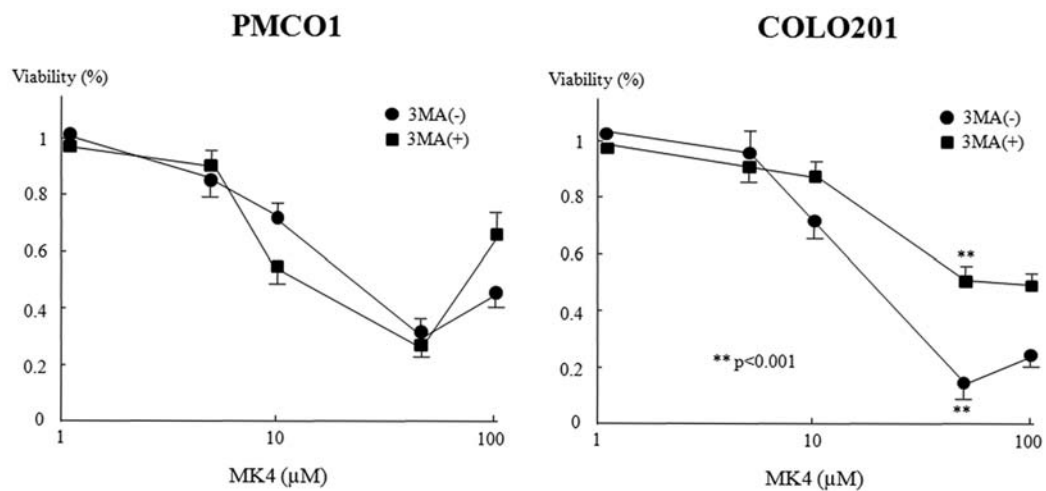 PMCO1
Viability (%)
3MA(-)
3MA(+)
1
0.8
0.6
0.4
0.2
0
1
10
100
MK4 (µM)
COLO201
Viability (%)
3MA(-)
3MA(+)
1
0.8
0.6
0.4
0.2
0
**
** p<0.001
**
1
10
100
MK4 (µM)